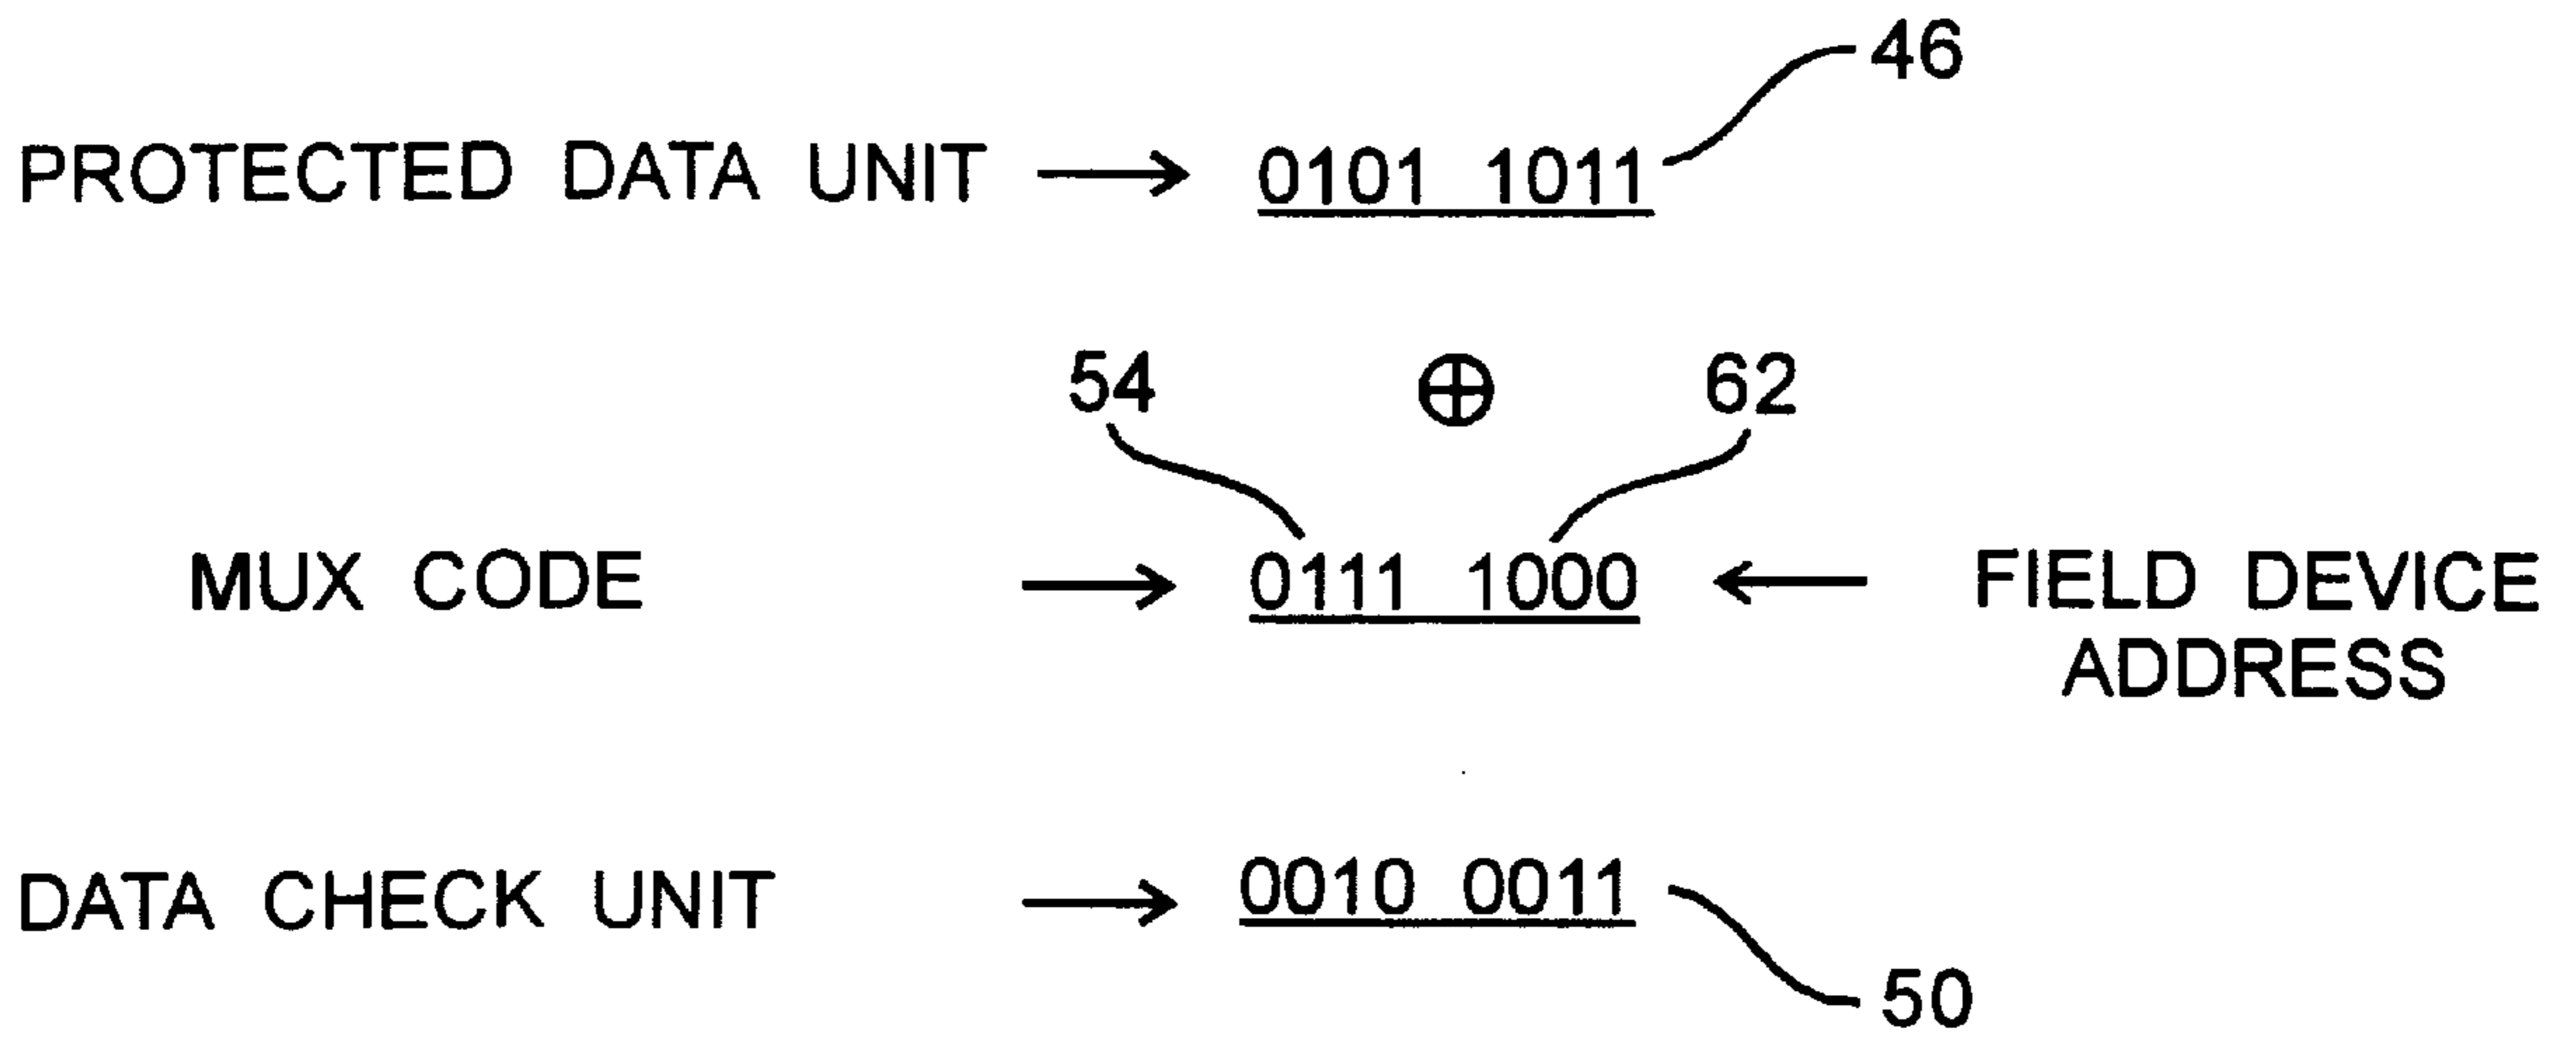 46
PROTECTED DATA UNIT → 0101 1011
54 ⊕ 62
MUX CODE → 0111 1000 ← FIELD DEVICE
ADDRESS
DATA CHECK UNIT → 0010 0011
50